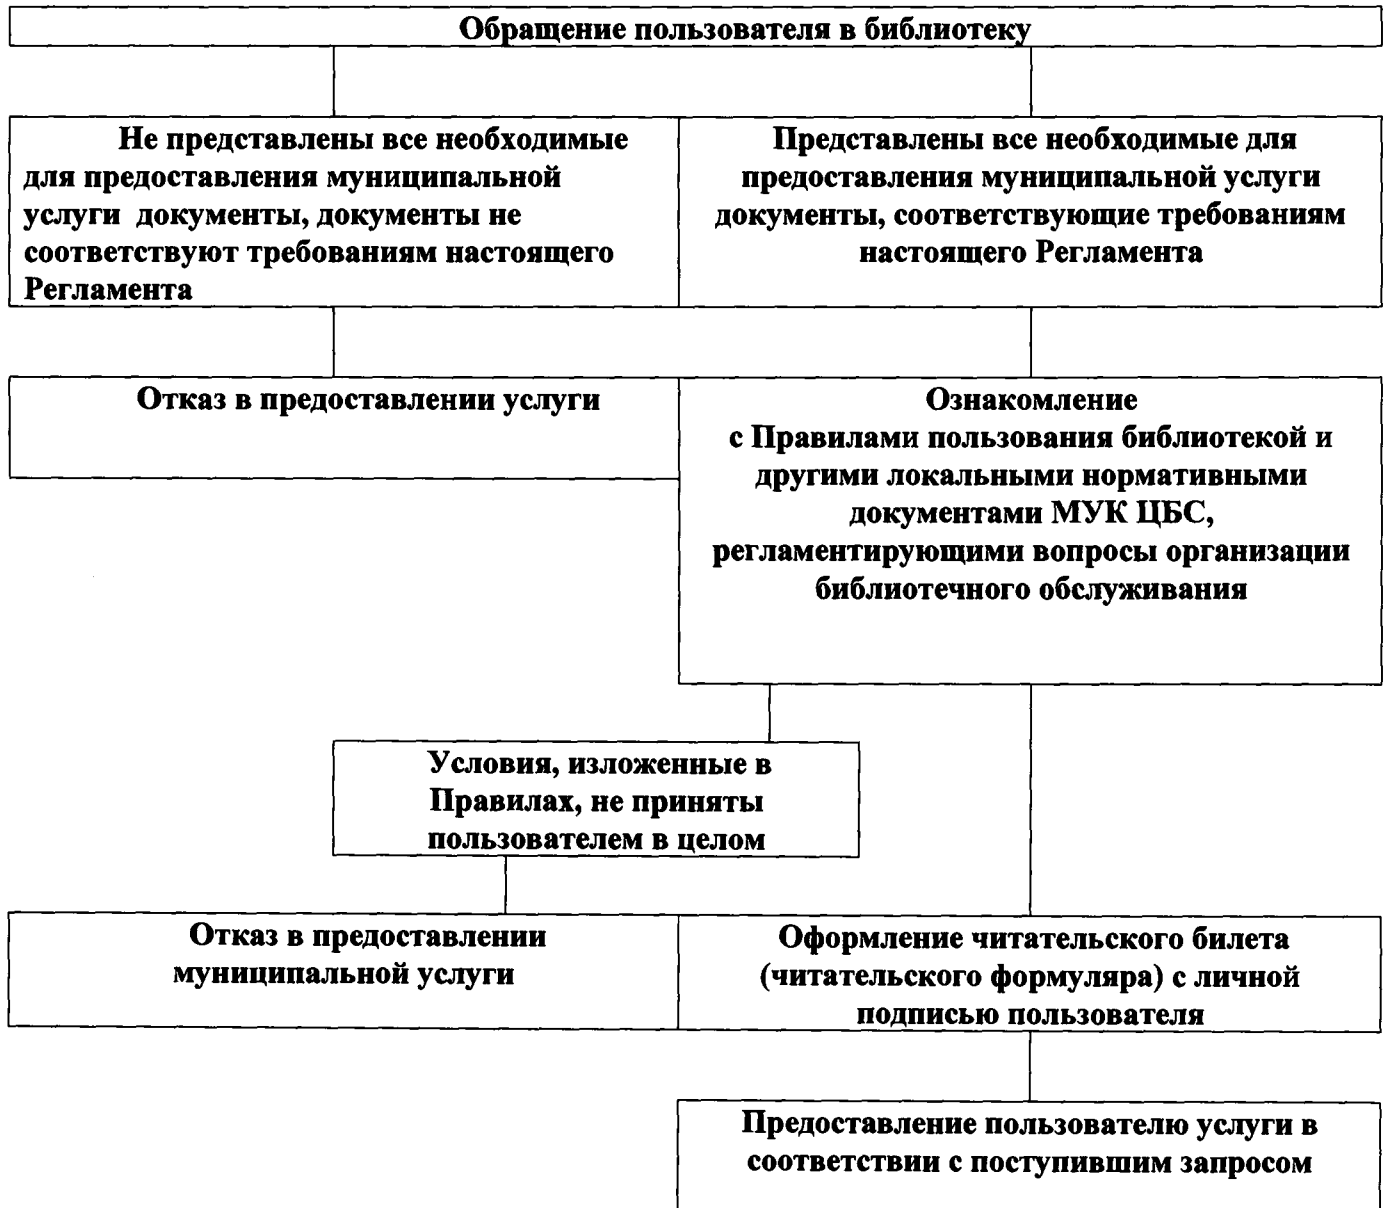 Обращение пользователя в библиотеку
Не представлены все необходимые
для предоставления муниципальной
услуги документы, документы не
соответствуют требованиям настоящего
Регламента
Представлены все необходимые для
предоставления муниципальной услуги
документы, соответствующие требованиям
настоящего Регламента
Отказ в предоставлении услуги
Ознакомление
с Правилами пользования библиотекой и
другими локальными нормативными
документами МУК ЦБС,
регламентирующими вопросы организации
библиотечного обслуживания
Условия, изложенные в
Правилах, не приняты
пользователем в целом
Отказ в предоставлении
муниципальной услуги
Оформление читательского билета
(читательского формуляра) с личной
подписью пользователя
Предоставление пользователю услуги в
соответствии с поступившим запросом